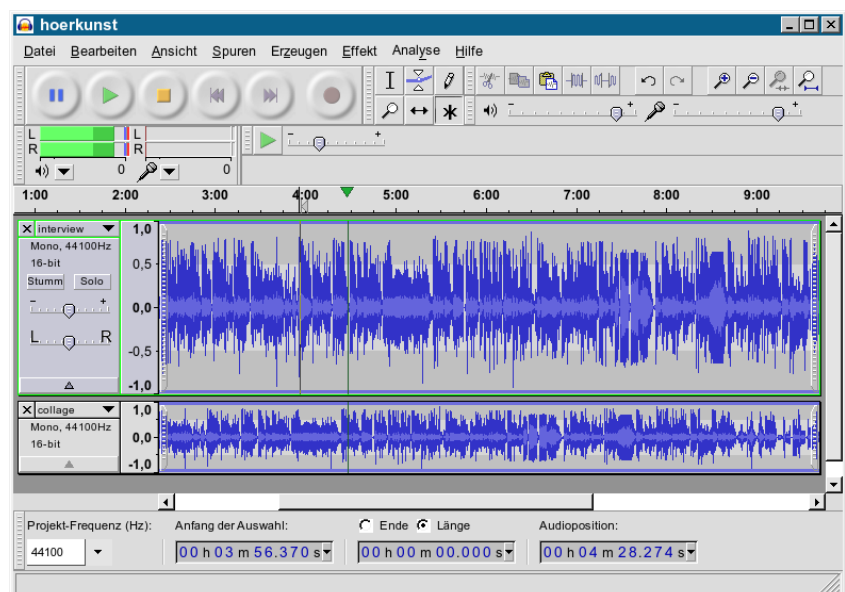 hoerkunst
Datei Bearbeiten Ansicht Spuren Erzeugen Effekt Analyse Hilfe
- +
- +
L
R
L
R
- +
0
0
1:00 2:00 3:00 4:00 5:00 6:00 7:00 8:00 9:00
X interview
Mono, 44100Hz
16-bit
Stumm Solo
- +
L R
1,0
0,5
0,0
-0,5
-1,0
X collage
Mono, 44100Hz
16-bit
1,0
0,0
-1,0
Projekt-Frequenz (Hz): Anfang der Auswahl: Ende Länge Audioposition:
44100 00 h 03 m 56.370 s 00 h 00 m 00.000 s 00 h 04 m 28.274 s